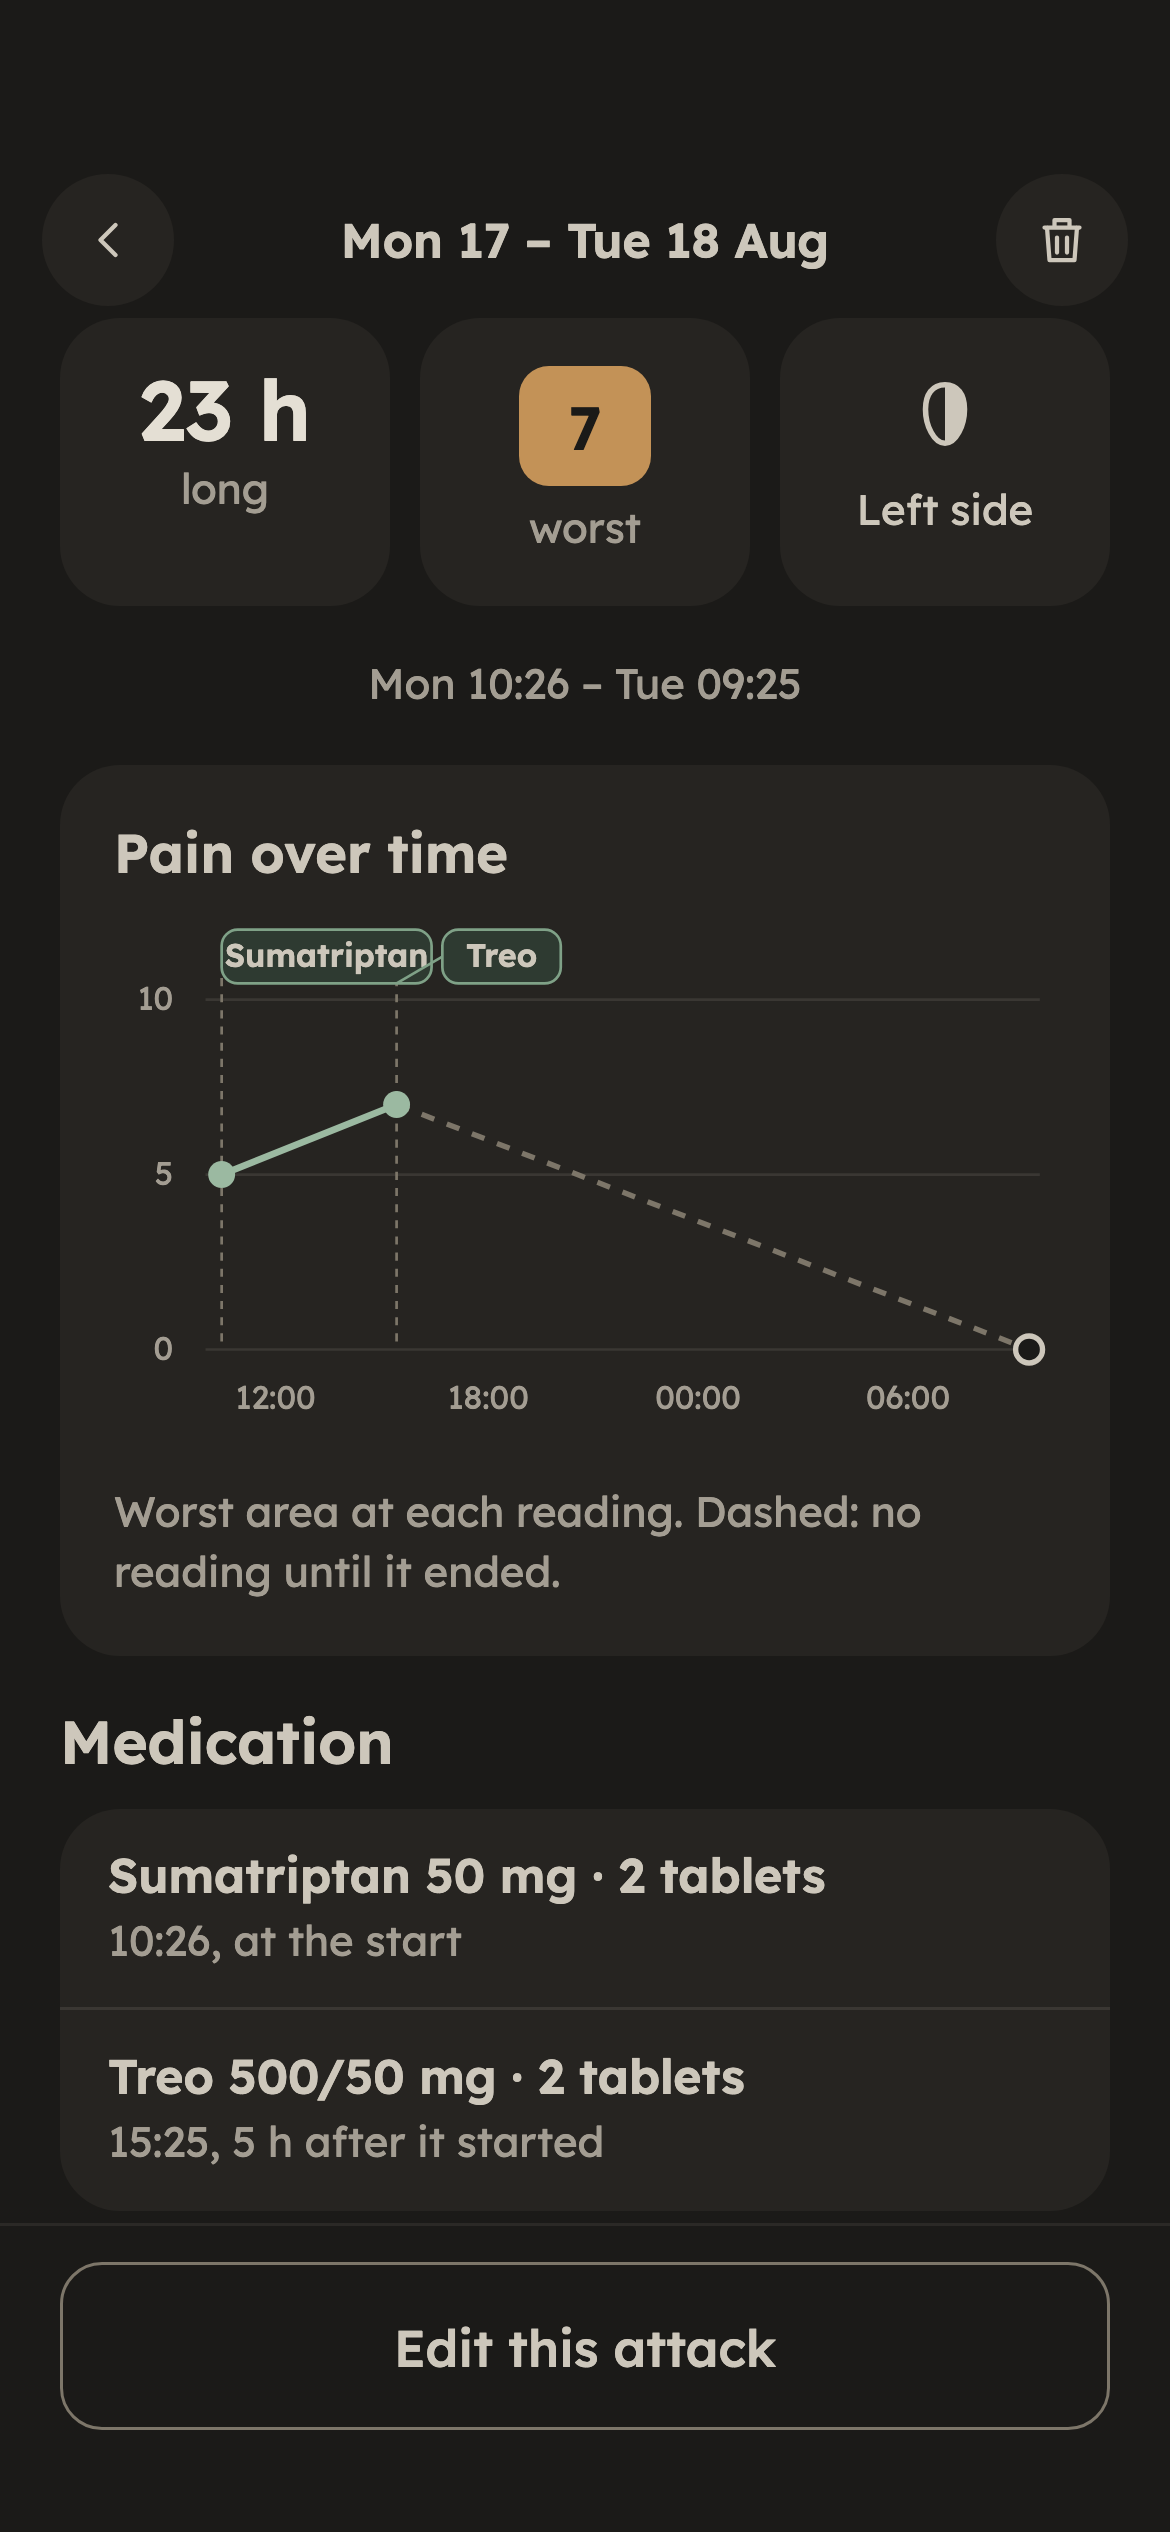 Mon 17 – Tue 18 Aug
23 h
long
7
worst
Left side
Mon 10:26 – Tue 09:25
Pain over time
Sumatriptan
Treo
10
5
0
12:00 18:00 00:00 06:00
Worst area at each reading. Dashed: no
reading until it ended.
Medication
Sumatriptan 50 mg · 2 tablets
10:26, at the start
Treo 500/50 mg · 2 tablets
15:25, 5 h after it started
Edit this attack